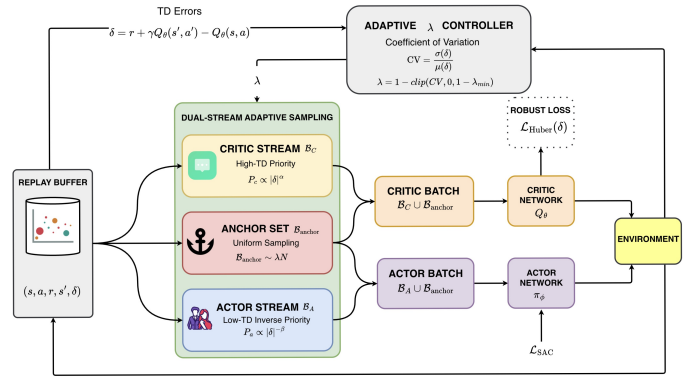 TD Errors
δ = r + γQ_θ(s′, a′) − Q_θ(s, a)
ADAPTIVE λ CONTROLLER
Coefficient of Variation
CV = σ(δ)/μ(δ)
λ = 1 − clip(CV, 0, 1 − λ_min)
λ
DUAL-STREAM ADAPTIVE SAMPLING
CRITIC STREAM 𝓑_C
High-TD Priority
P_c ∝ |δ|^α
ANCHOR SET 𝓑_anchor
Uniform Sampling
𝓑_anchor ∼ λN
ACTOR STREAM 𝓑_A
Low-TD Inverse Priority
P_a ∝ |δ|^−β
REPLAY BUFFER
(s, a, r, s′, δ)
CRITIC BATCH
𝓑_C ∪ 𝓑_anchor
ACTOR BATCH
𝓑_A ∪ 𝓑_anchor
ROBUST LOSS
𝓛_Huber(δ)
CRITIC
NETWORK
Q_θ
ACTOR
NETWORK
π_ϕ
𝓛_SAC
ENVIRONMENT